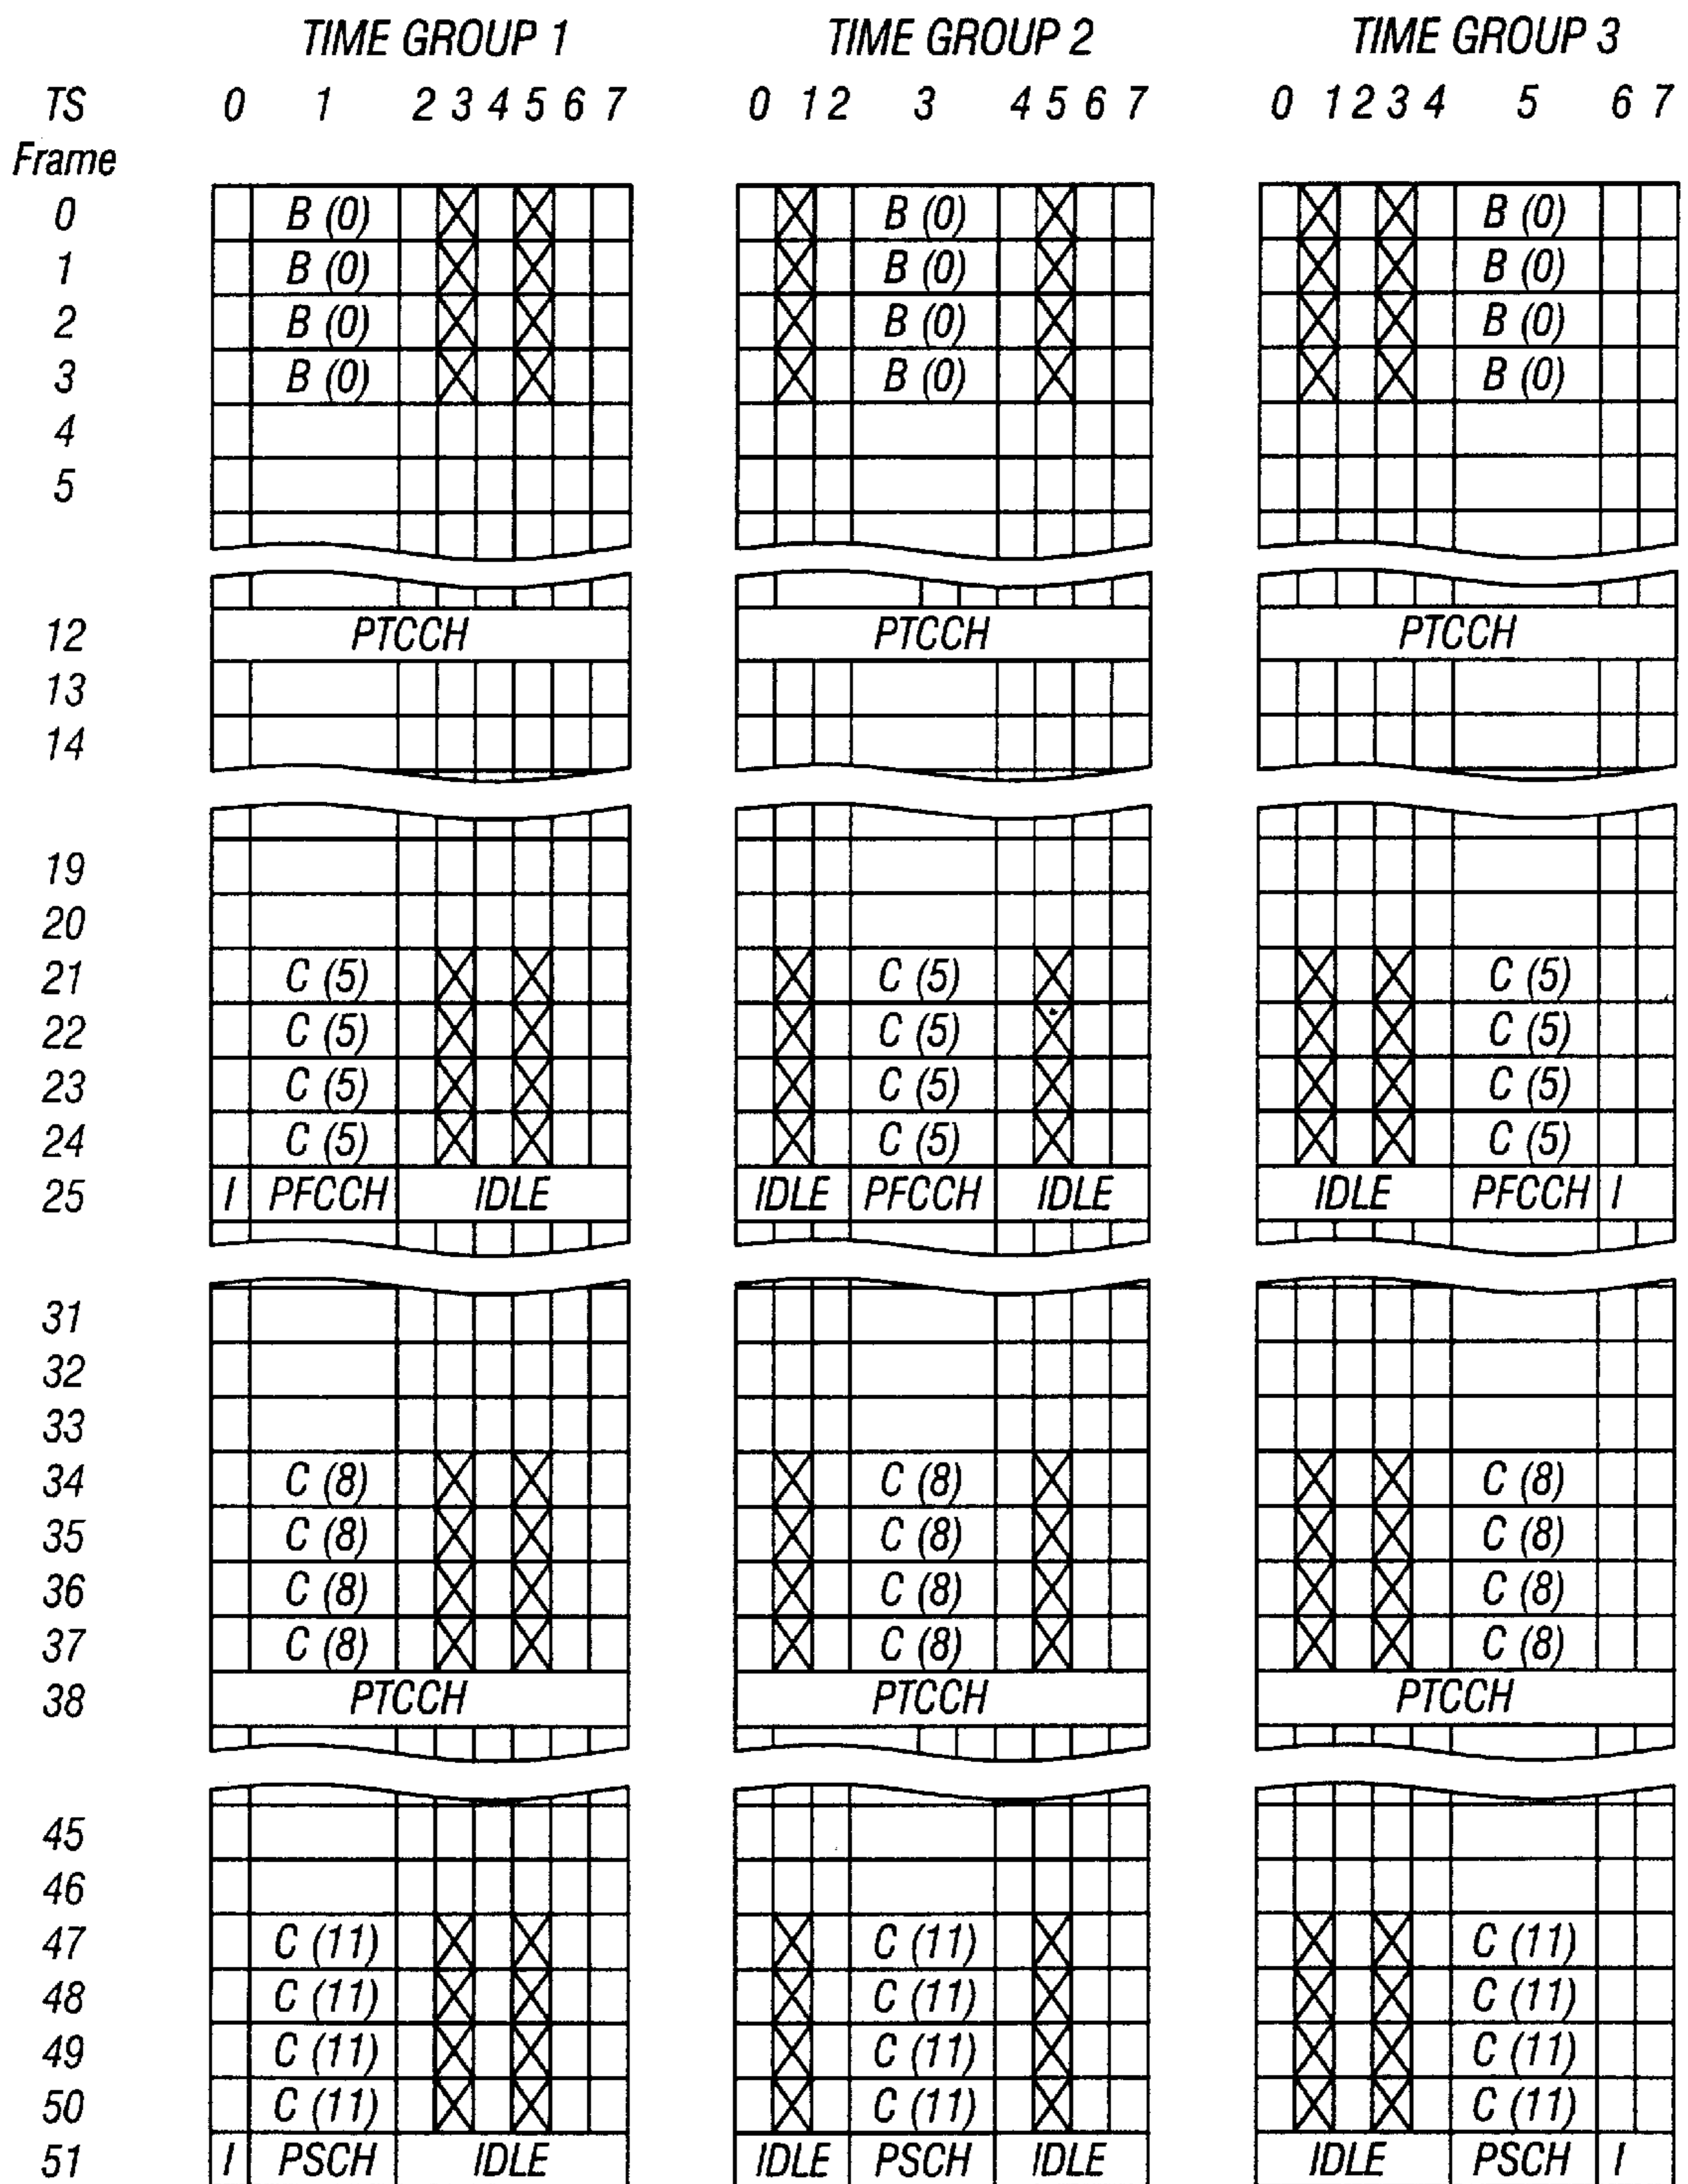 TIME GROUP 1 TIME GROUP 2 TIME GROUP 3
TS 0 1 2 3 4 5 6 7 0 1 2 3 4 5 6 7 0 1 2 3 4 5 6 7
Frame
0 B (0) B (0) B (0)
1 B (0) B (0) B (0)
2 B (0) B (0) B (0)
3 B (0) B (0) B (0)
4
5
12 PTCCH PTCCH PTCCH
13
14
19
20
21 C (5) C (5) C (5)
22 C (5) C (5) C (5)
23 C (5) C (5) C (5)
24 C (5) C (5) C (5)
25 I PFCCH IDLE IDLE PFCCH IDLE IDLE PFCCH I
31
32
33
34 C (8) C (8) C (8)
35 C (8) C (8) C (8)
36 C (8) C (8) C (8)
37 C (8) C (8) C (8)
38 PTCCH PTCCH PTCCH
45
46
47 C (11) C (11) C (11)
48 C (11) C (11) C (11)
49 C (11) C (11) C (11)
50 C (11) C (11) C (11)
51 I PSCH IDLE IDLE PSCH IDLE IDLE PSCH I